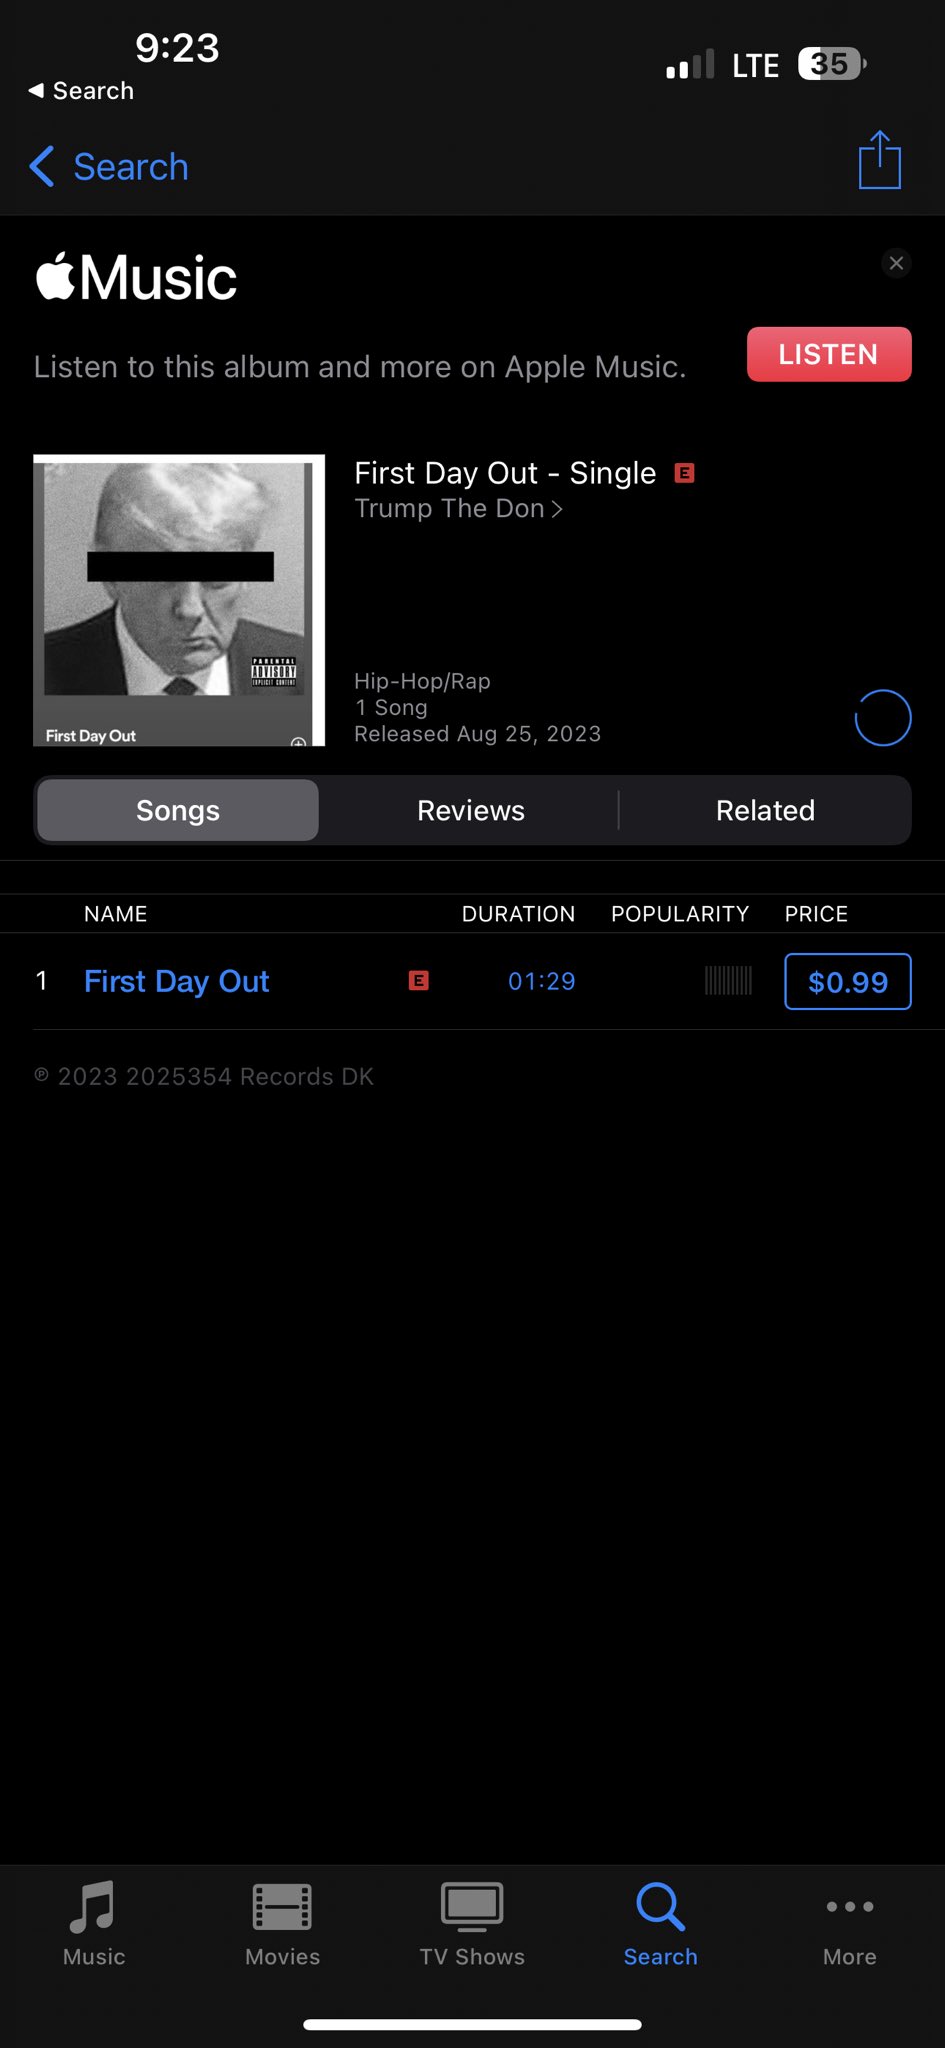 9:23
LTE
35
◀ Search
Search
Music
Listen to this album and more on Apple Music.
LISTEN
First Day Out - Single E
Trump The Don >
PARENTAL
ADVISORY
EXPLICIT CONTENT
First Day Out
Hip-Hop/Rap
1 Song
Released Aug 25, 2023
Songs
Reviews
Related
NAME DURATION POPULARITY PRICE
1 First Day Out E 01:29 $0.99
℗ 2023 2025354 Records DK
Music
Movies
TV Shows
Search
More